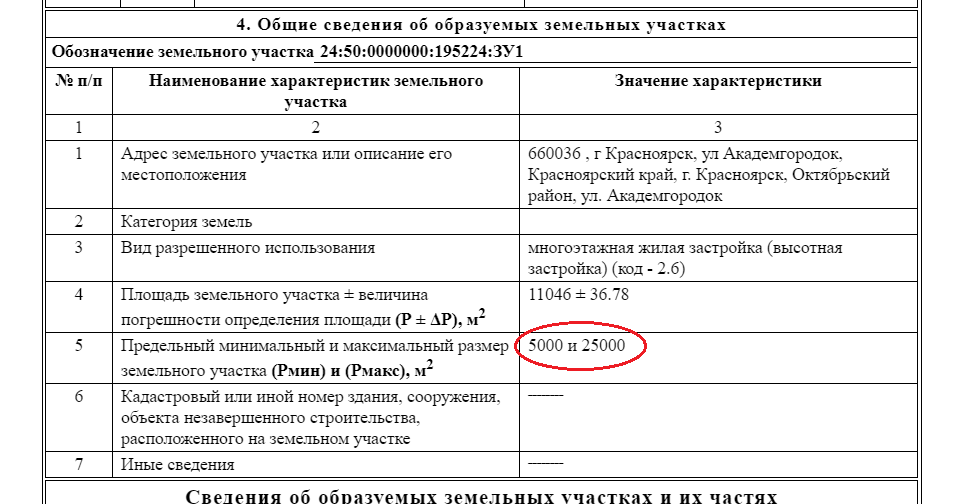 4. Общие сведения об образуемых земельных участках
Обозначение земельного участка 24:50:0000000:195224:ЗУ1
№ п/п Наименование характеристик земельного участка Значение характеристики
1 2 3
1 Адрес земельного участка или описание его местоположения 660036 , г Красноярск, ул Академгородок, Красноярский край, г. Красноярск, Октябрьский район, ул. Академгородок
2 Категория земель
3 Вид разрешенного использования многоэтажная жилая застройка (высотная застройка) (код - 2.6)
4 Площадь земельного участка ± величина погрешности определения площади (P ± ΔP), м² 11046 ± 36.78
5 Предельный минимальный и максимальный размер земельного участка (Рмин) и (Рмакс), м² 5000 и 25000
6 Кадастровый или иной номер здания, сооружения, объекта незавершенного строительства, расположенного на земельном участке --------
7 Иные сведения --------
Сведения об образуемых земельных участках и их частях